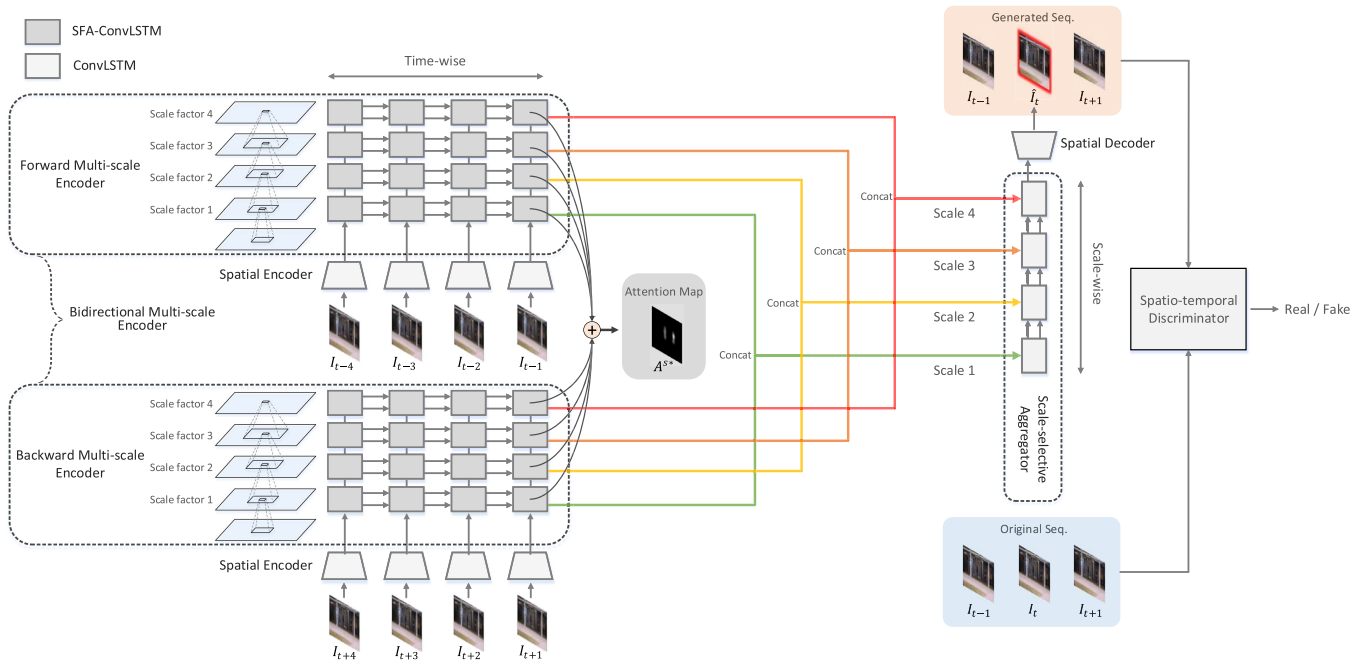 SFA-ConvLSTM
ConvLSTM
Time-wise
Forward Multi-scale
Encoder
Scale factor 4
Scale factor 3
Scale factor 2
Scale factor 1
Spatial Encoder
I_{t-4}
I_{t-3}
I_{t-2}
I_{t-1}
Bidirectional Multi-scale
Encoder
Backward Multi-scale
Encoder
Scale factor 4
Scale factor 3
Scale factor 2
Scale factor 1
Spatial Encoder
I_{t+4}
I_{t+3}
I_{t+2}
I_{t+1}
+
Attention Map
A^{s*}
Concat
Concat
Concat
Concat
Scale 4
Scale 3
Scale 2
Scale 1
Generated Seq.
I_{t-1}
Î_t
I_{t+1}
Spatial Decoder
Scale-wise
Scale-selective
Aggregator
Original Seq.
I_{t-1}
I_t
I_{t+1}
Spatio-temporal
Discriminator
Real / Fake